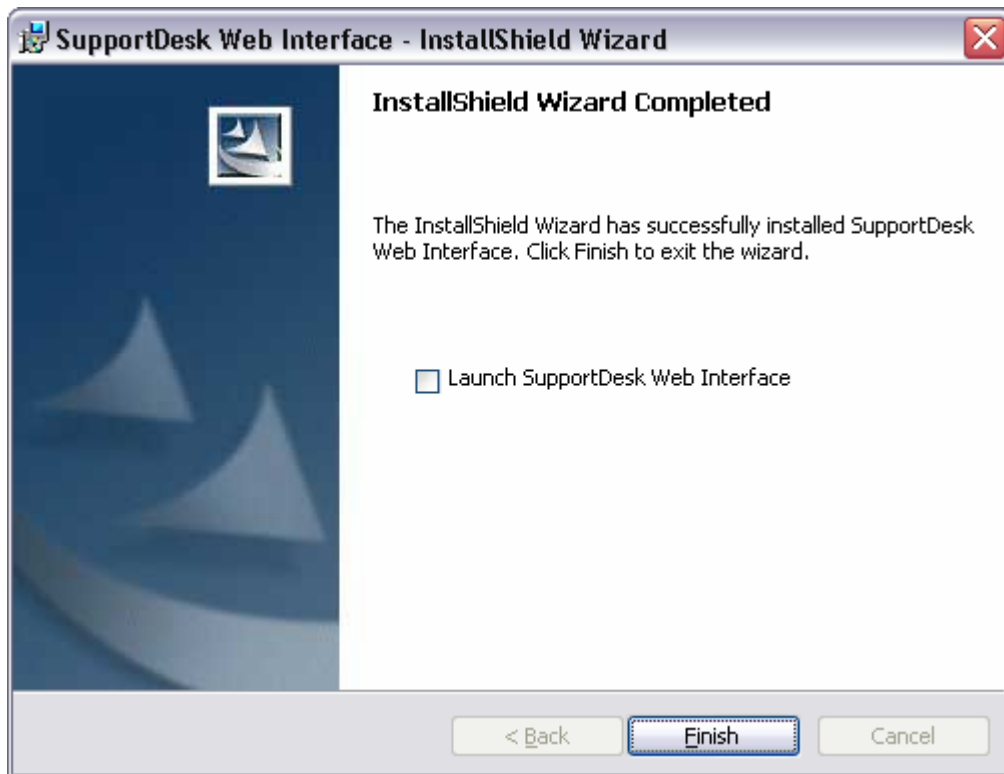 SupportDesk Web Interface - InstallShield Wizard
InstallShield Wizard Completed
The InstallShield Wizard has successfully installed SupportDesk
Web Interface. Click Finish to exit the wizard.
Launch SupportDesk Web Interface
< Back
Finish
Cancel